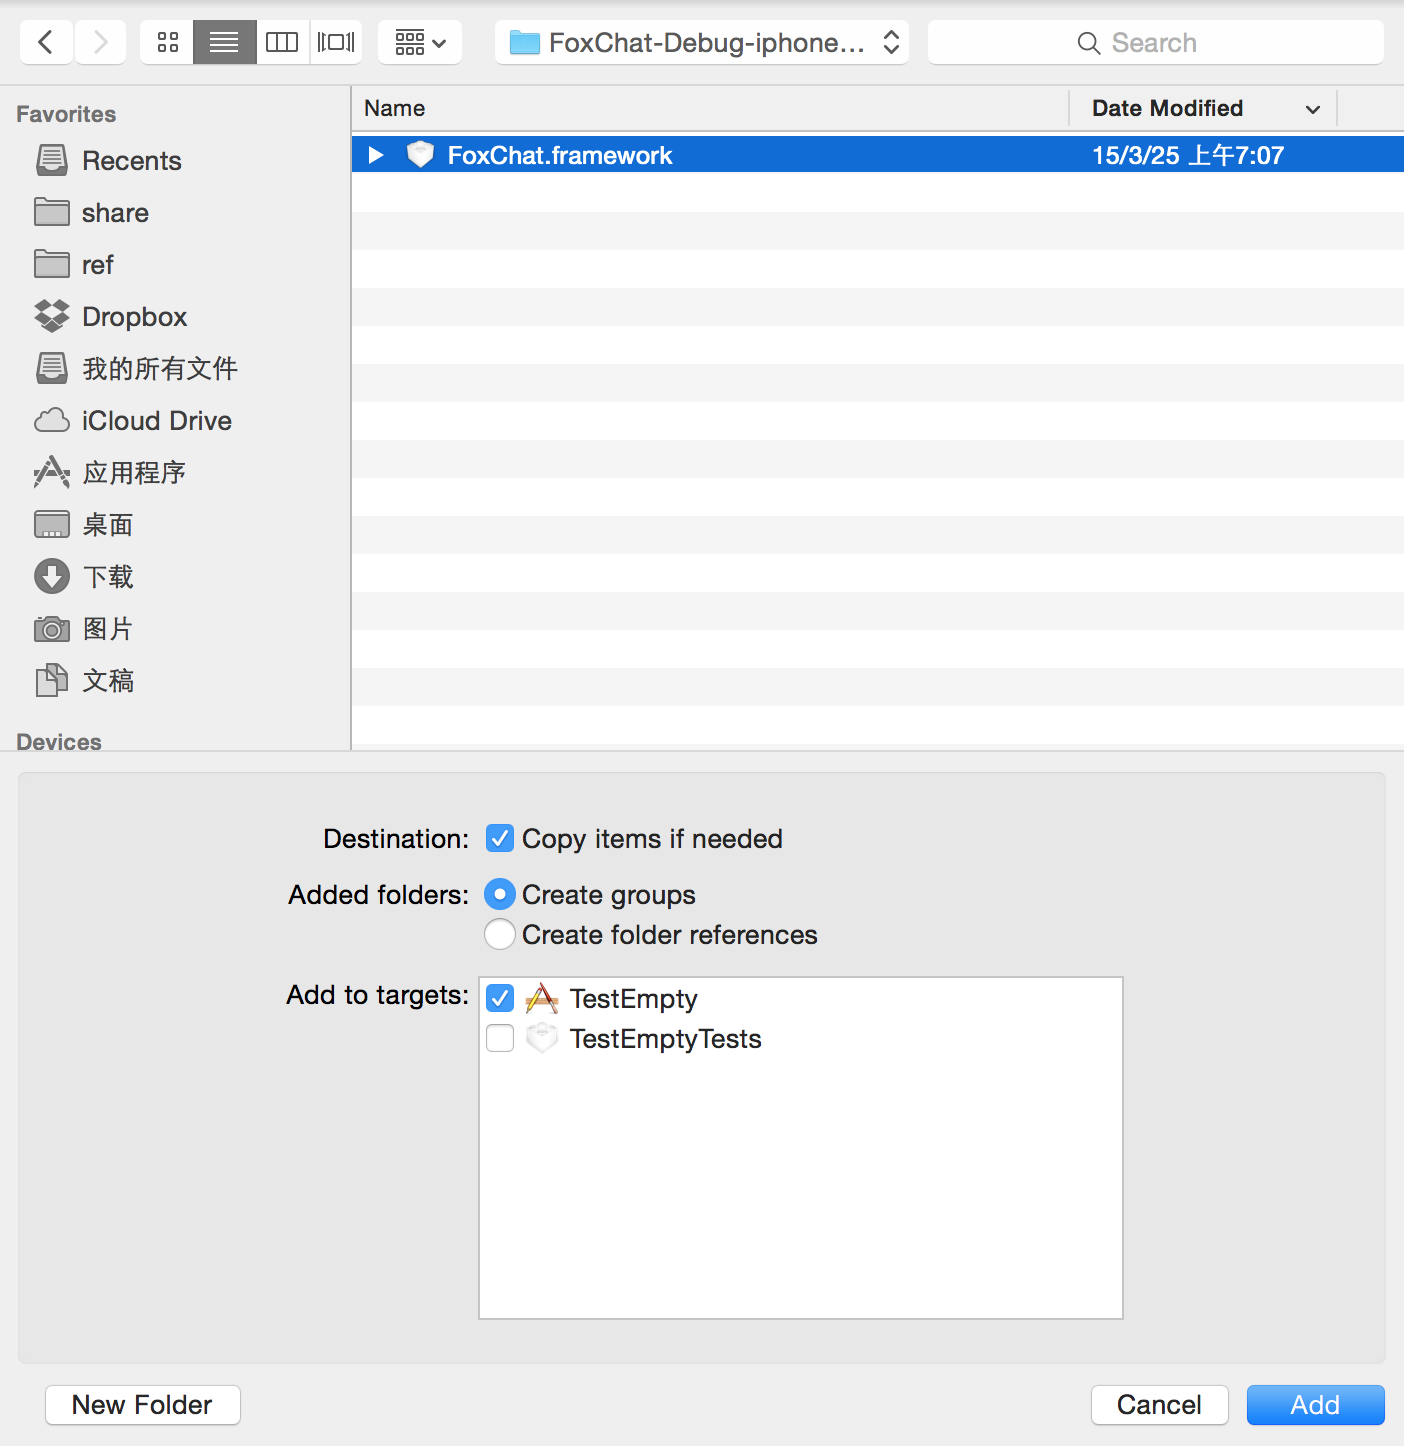 FoxChat-Debug-iphone...
Search
Favorites
Recents
share
ref
Dropbox
我的所有文件
iCloud Drive
应用程序
桌面
下载
图片
文稿
Devices
Name
Date Modified
FoxChat.framework
15/3/25 上午7:07
Destination:
Copy items if needed
Added folders:
Create groups
Create folder references
Add to targets:
TestEmpty
TestEmptyTests
New Folder
Cancel
Add